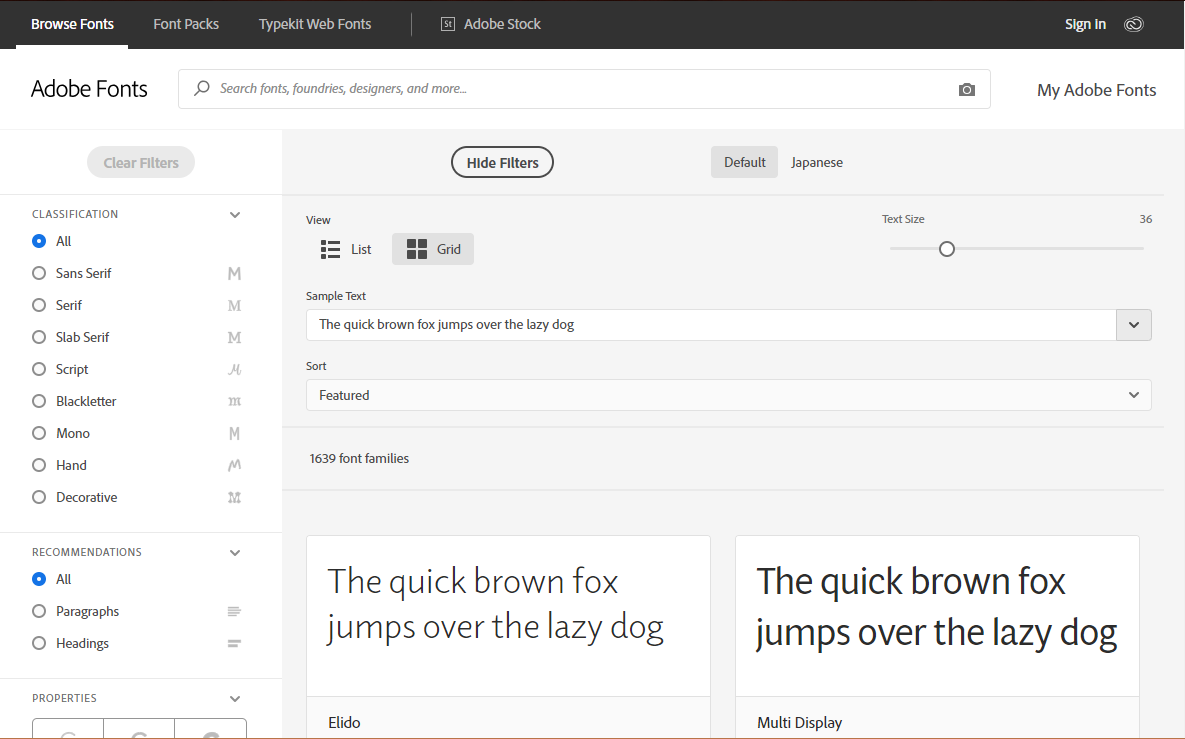 Browse Fonts Font Packs Typekit Web Fonts St Adobe Stock Sign In
Adobe Fonts Search fonts, foundries, designers, and more... My Adobe Fonts
Clear Filters Hide Filters Default Japanese
CLASSIFICATION
All
Sans Serif M
Serif M
Slab Serif M
Script M
Blackletter m
Mono M
Hand M
Decorative M
RECOMMENDATIONS
All
Paragraphs
Headings
PROPERTIES
View Text Size 36
List Grid
Sample Text
The quick brown fox jumps over the lazy dog
Sort
Featured
1639 font families
The quick brown fox
jumps over the lazy dog
Elido
The quick brown fox
jumps over the lazy dog
Multi Display